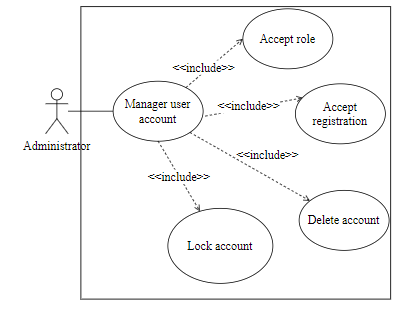 Accept role
<<include>>
Manager user
account
<<include>>
Accept
registration
Administrator
<<include>>
<<include>>
Delete account
Lock account